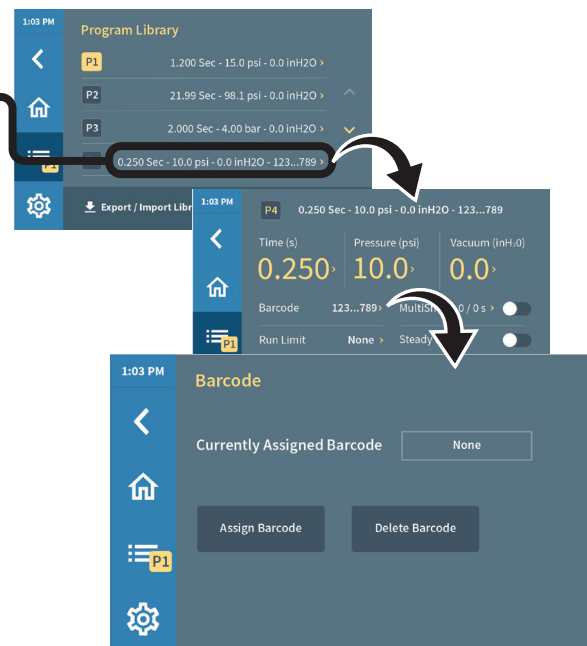 1:03 PM
Program Library
P1 1.200 Sec - 15.0 psi - 0.0 inH2O ›
P2 21.99 Sec - 98.1 psi - 0.0 inH2O ›
P3 2.000 Sec - 4.00 bar - 0.0 inH2O ›
0.250 Sec - 10.0 psi - 0.0 inH2O - 123...789 ›
P1
Export / Import
1:03 PM
P4 0.250 Sec - 10.0 psi - 0.0 inH2O - 123...789
Time (s) Pressure (psi) Vacuum (inH₂0)
0.250› 10.0› 0.0›
Barcode 123...789› 0 / 0 s ›
Run Limit None › Steady
P1
1:03 PM
Barcode
Currently Assigned Barcode None
Assign Barcode Delete Barcode
P1